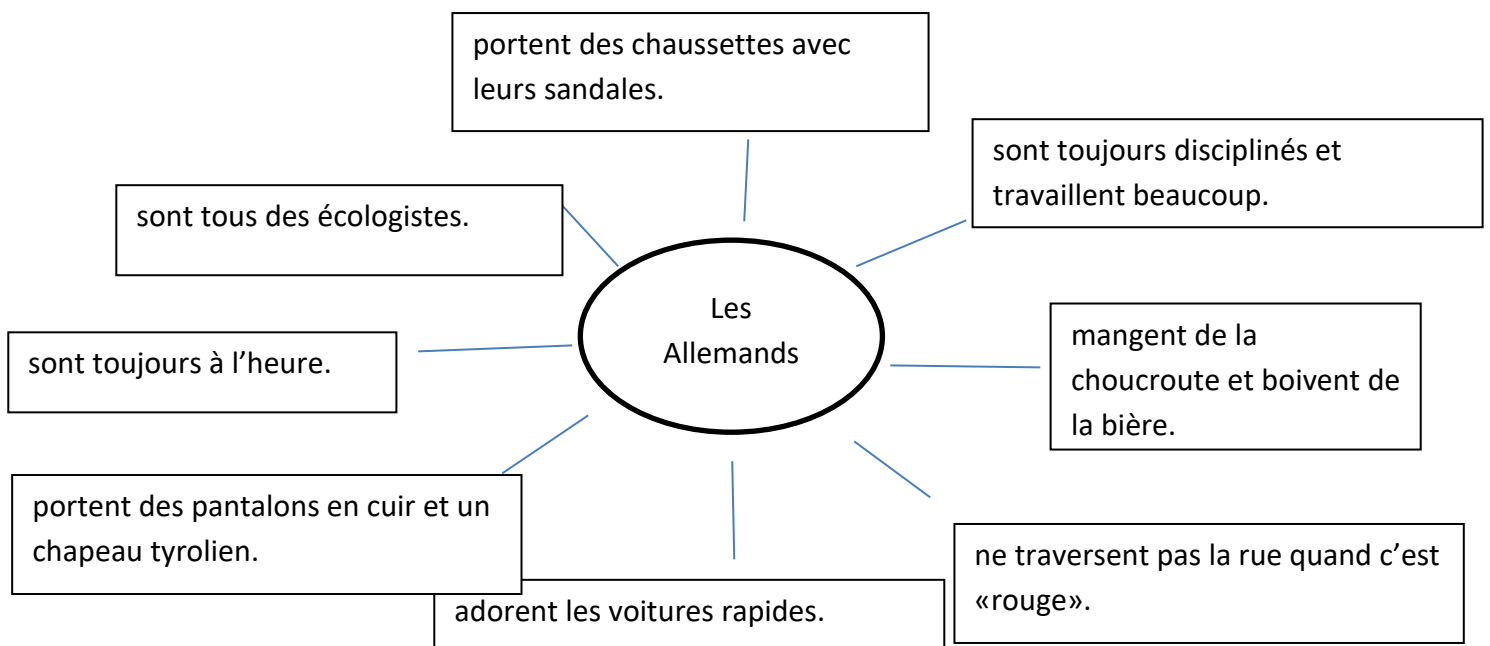 portent des chaussettes avec
leurs sandales.
sont toujours disciplinés et
travaillent beaucoup.
sont tous des écologistes.
Les
Allemands
mangent de la
choucroute et boivent de
la bière.
sont toujours à l’heure.
portent des pantalons en cuir et un
chapeau tyrolien.
ne traversent pas la rue quand c’est
«rouge».
adorent les voitures rapides.